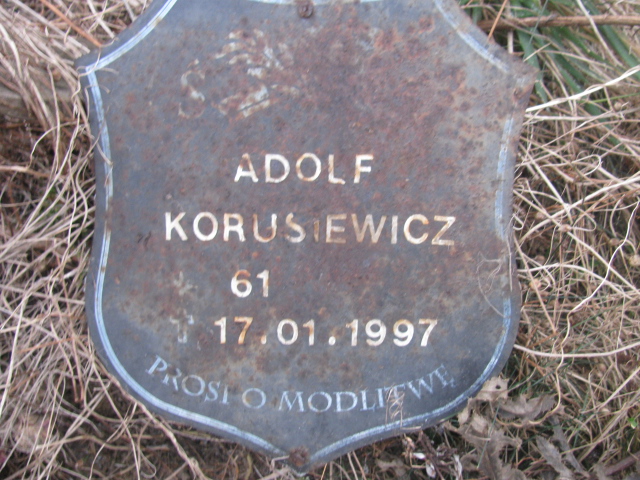 ADOLF
KORUSIEWICZ
61
† 17.01.1997
PROSI O MODLITWĘ